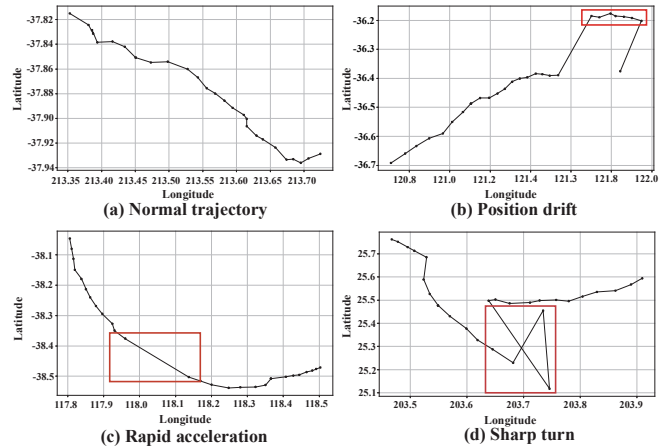 37.82
37.84
37.86
37.88
37.90
37.92
37.94
Latitude
213.35 213.40 213.45 213.50 213.55 213.60 213.65 213.70
Longitude
(a) Normal trajectory
-36.2
-36.3
-36.4
-36.5
-36.6
-36.7
Latitude
120.8 121.0 121.1 121.3 121.5 121.6 121.8 122.0
Longitude
(b) Position drift
-38.1
-38.2
-38.3
-38.4
-38.5
Latitude
117.8 117.9 118.0 118.1 118.2 118.3 118.4 118.5
Longitude
(c) Rapid acceleration
25.7
25.6
25.5
25.4
25.3
25.2
25.1
Latitude
203.5 203.6 203.7 203.8 203.9
Longitude
(d) Sharp turn